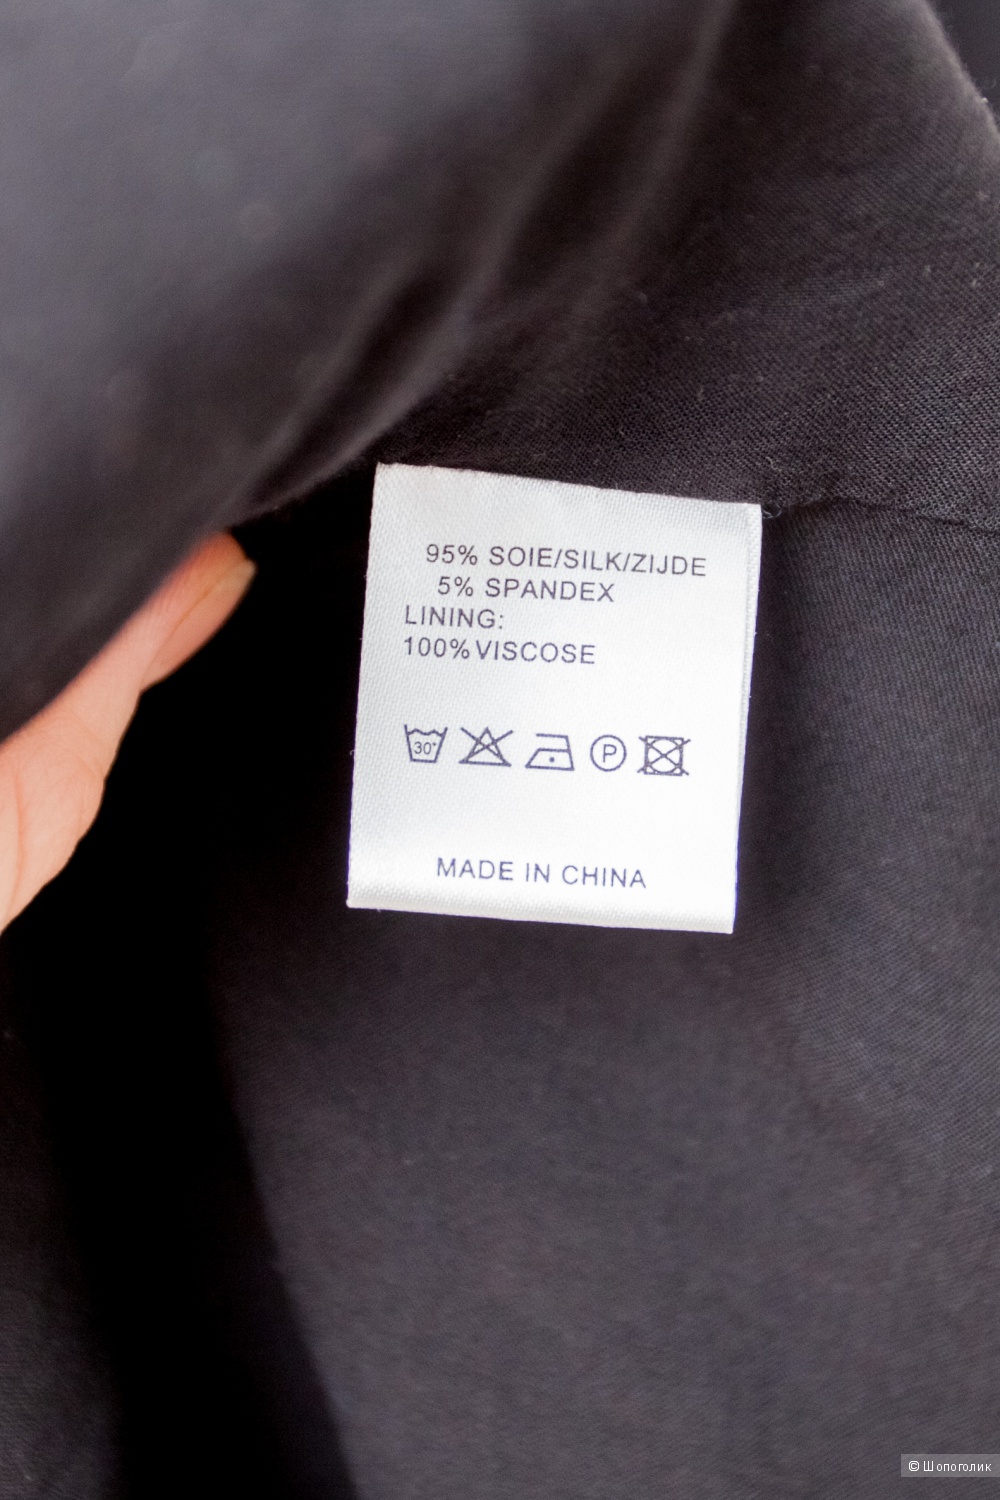 95% SOIE/SILK/ZIJDE
5% SPANDEX
LINING:
100% VISCOSE
30°
P
MADE IN CHINA
© Шопоголик